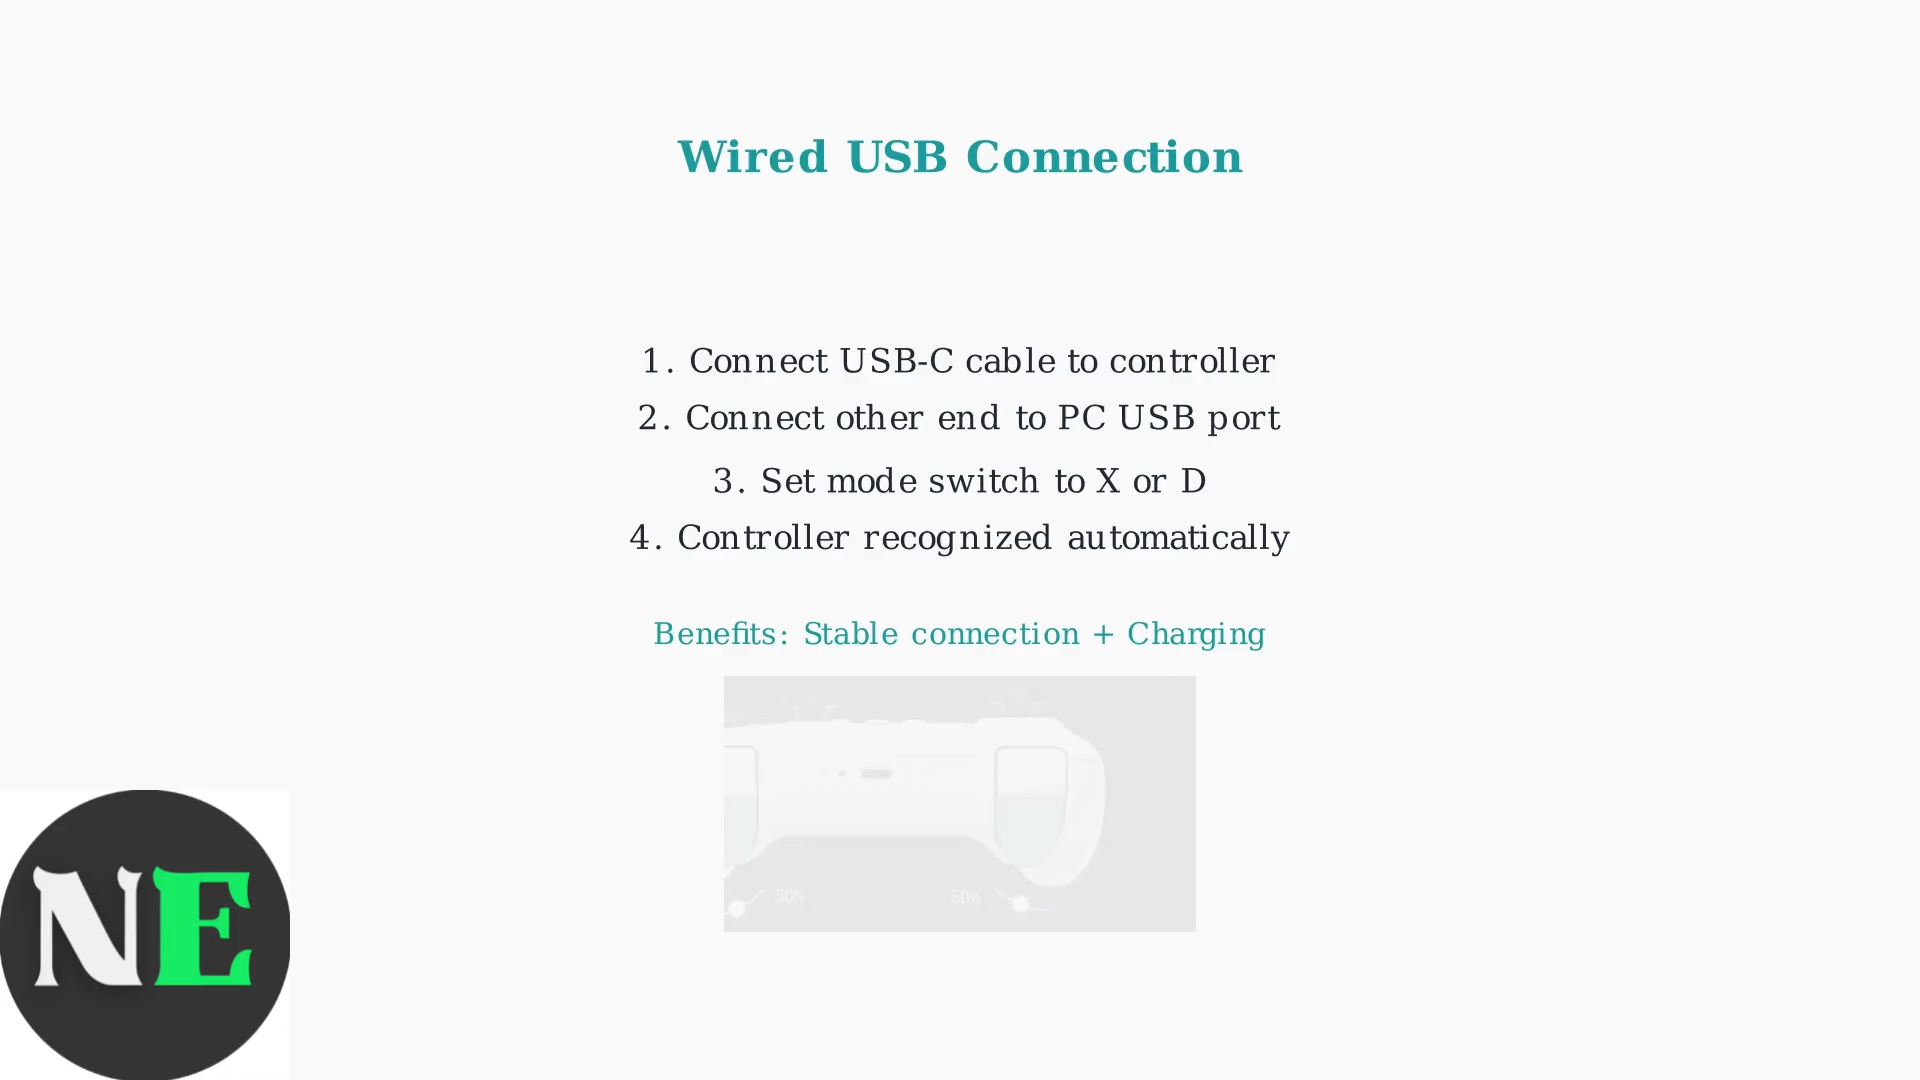 Wired USB Connection
1. Connect USB-C cable to controller
2. Connect other end to PC USB port
3. Set mode switch to X or D
4. Controller recognized automatically
Benefits: Stable connection + Charging
50%
50%
NE